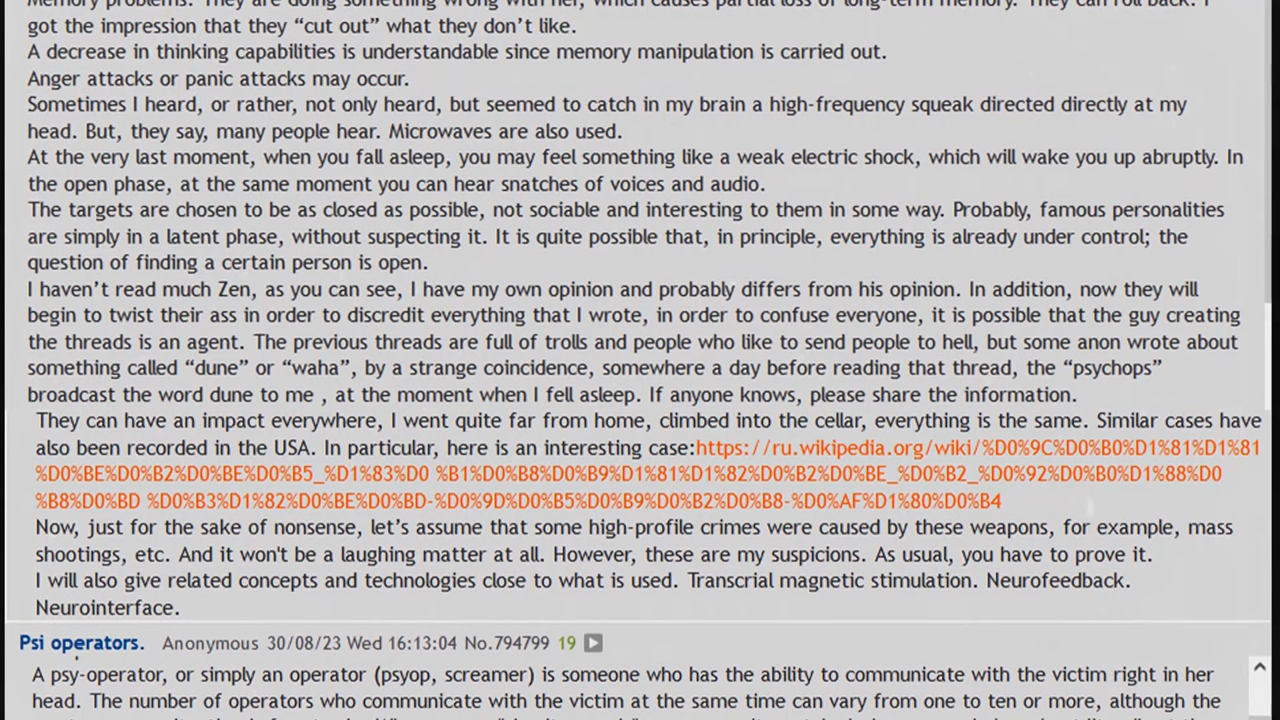 Memory problems. They are doing something wrong with her, which causes partial loss of long-term memory. They can roll back. I
got the impression that they “cut out” what they don’t like.
A decrease in thinking capabilities is understandable since memory manipulation is carried out.
Anger attacks or panic attacks may occur.
Sometimes I heard, or rather, not only heard, but seemed to catch in my brain a high-frequency squeak directed directly at my
head. But, they say, many people hear. Microwaves are also used.
At the very last moment, when you fall asleep, you may feel something like a weak electric shock, which will wake you up abruptly. In
the open phase, at the same moment you can hear snatches of voices and audio.
The targets are chosen to be as closed as possible, not sociable and interesting to them in some way. Probably, famous personalities
are simply in a latent phase, without suspecting it. It is quite possible that, in principle, everything is already under control; the
question of finding a certain person is open.
I haven’t read much Zen, as you can see, I have my own opinion and probably differs from his opinion. In addition, now they will
begin to twist their ass in order to discredit everything that I wrote, in order to confuse everyone, it is possible that the guy creating
the threads is an agent. The previous threads are full of trolls and people who like to send people to hell, but some anon wrote about
something called “dune” or “waha”, by a strange coincidence, somewhere a day before reading that thread, the “psychops”
broadcast the word dune to me , at the moment when I fell asleep. If anyone knows, please share the information.
They can have an impact everywhere, I went quite far from home, climbed into the cellar, everything is the same. Similar cases have
also been recorded in the USA. In particular, here is an interesting case:https://ru.wikipedia.org/wiki/%D0%9C%D0%B0%D1%81%D1%81
%D0%BE%D0%B2%D0%BE%D0%B5_%D1%83%D0 %B1%D0%B8%D0%B9%D1%81%D1%82%D0%B2%D0%BE_%D0%B2_%D0%92%D0%B0%D1%88%D0
%B8%D0%BD %D0%B3%D1%82%D0%BE%D0%BD-%D0%9D%D0%B5%D0%B9%D0%B2%D0%B8-%D0%AF%D1%80%D0%B4
Now, just for the sake of nonsense, let’s assume that some high-profile crimes were caused by these weapons, for example, mass
shootings, etc. And it won't be a laughing matter at all. However, these are my suspicions. As usual, you have to prove it.
I will also give related concepts and technologies close to what is used. Transcrial magnetic stimulation. Neurofeedback.
Neurointerface.
Psi operators. Anonymous 30/08/23 Wed 16:13:04 No.794799 19
A psy-operator, or simply an operator (psyop, screamer) is someone who has the ability to communicate with the victim right in her
head. The number of operators who communicate with the victim at the same time can vary from one to ten or more, although the